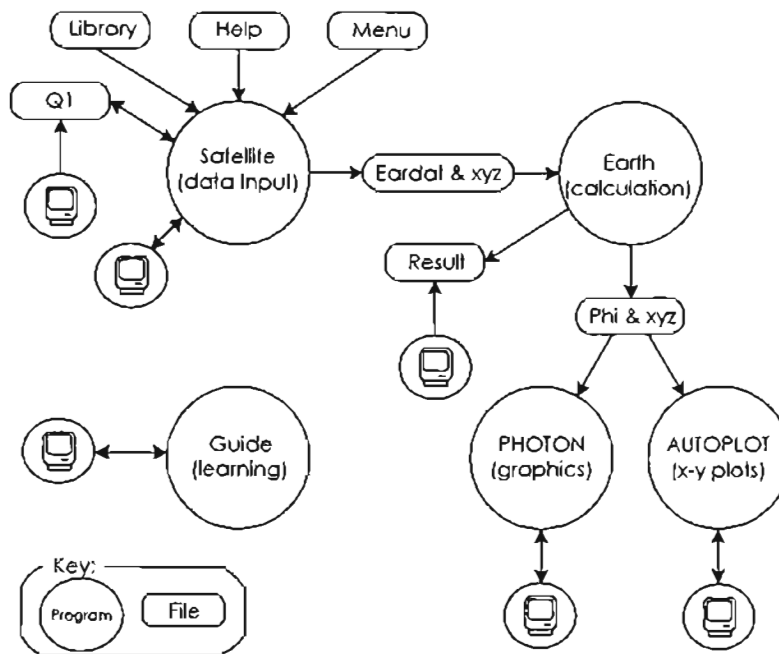 Library
Help
Menu
Q1
Satellite
(data Input)
Eardat & xyz
Earth
(calculation)
Result
Phi & xyz
Guide
(learning)
PHOTON
(graphics)
AUTOPLOT
(x-y plots)
Key:
Program
File